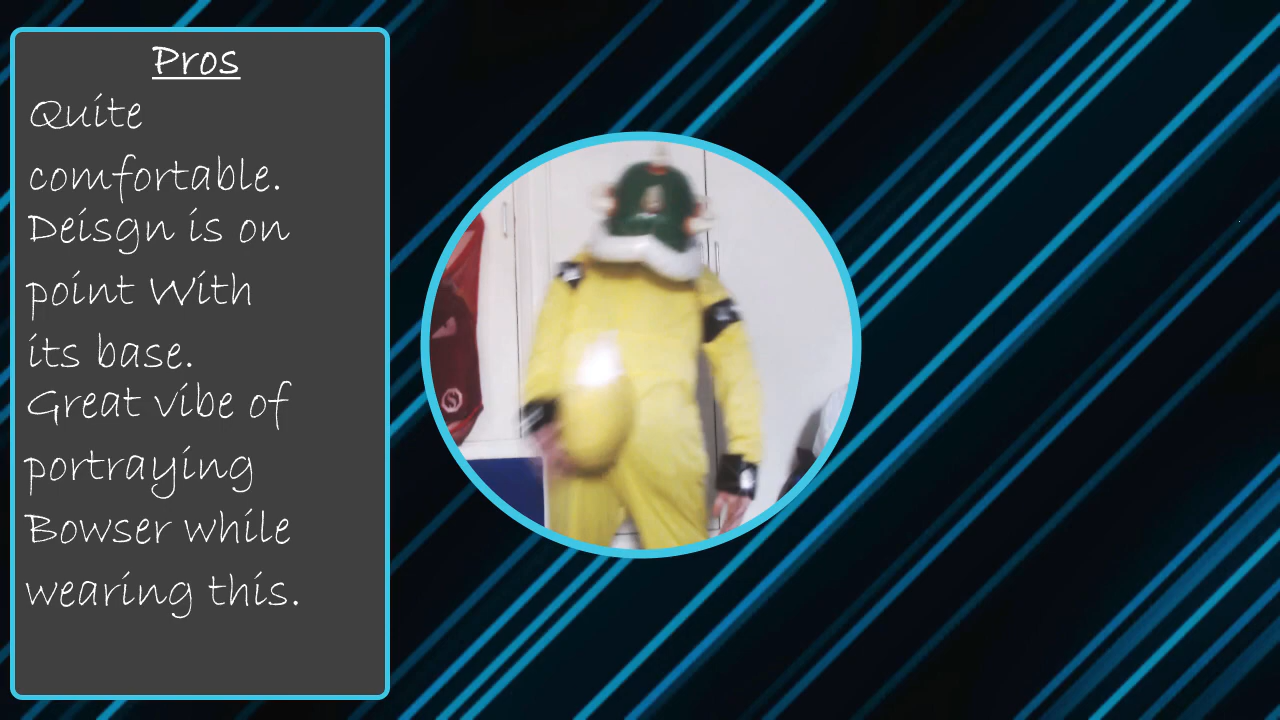 Pros
Quite
comfortable.
Deisgn is on
point With
its base.
Great vibe of
portraying
Bowser while
wearing this.